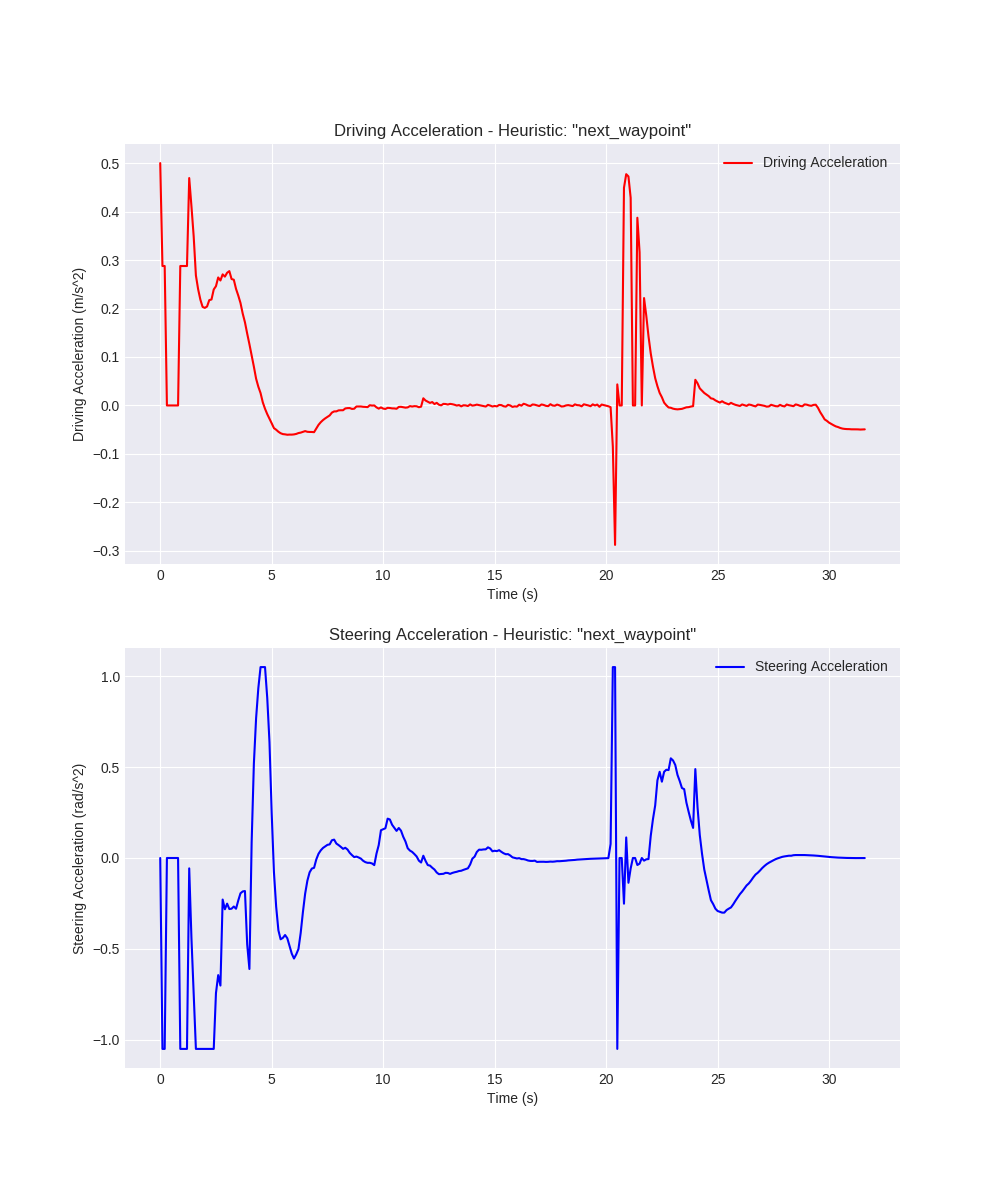 Driving Acceleration - Heuristic: "next_waypoint"
Driving Acceleration
0.5
0.4
0.3
0.2
0.1
0.0
−0.1
−0.2
−0.3
Driving Acceleration (m/s^2)
0 5 10 15 20 25 30
Time (s)
Steering Acceleration - Heuristic: "next_waypoint"
Steering Acceleration
1.0
0.5
0.0
−0.5
−1.0
Steering Acceleration (rad/s^2)
0 5 10 15 20 25 30
Time (s)